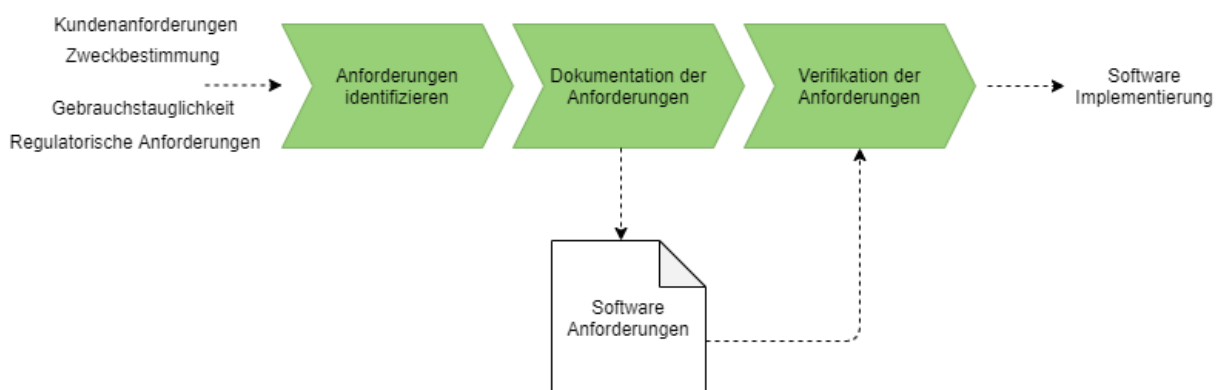 Kundenanforderungen
Zweckbestimmung
Gebrauchstauglichkeit
Regulatorische Anforderungen
Anforderungen
identifizieren
Dokumentation der
Anforderungen
Verifikation der
Anforderungen
Software
Implementierung
Software
Anforderungen